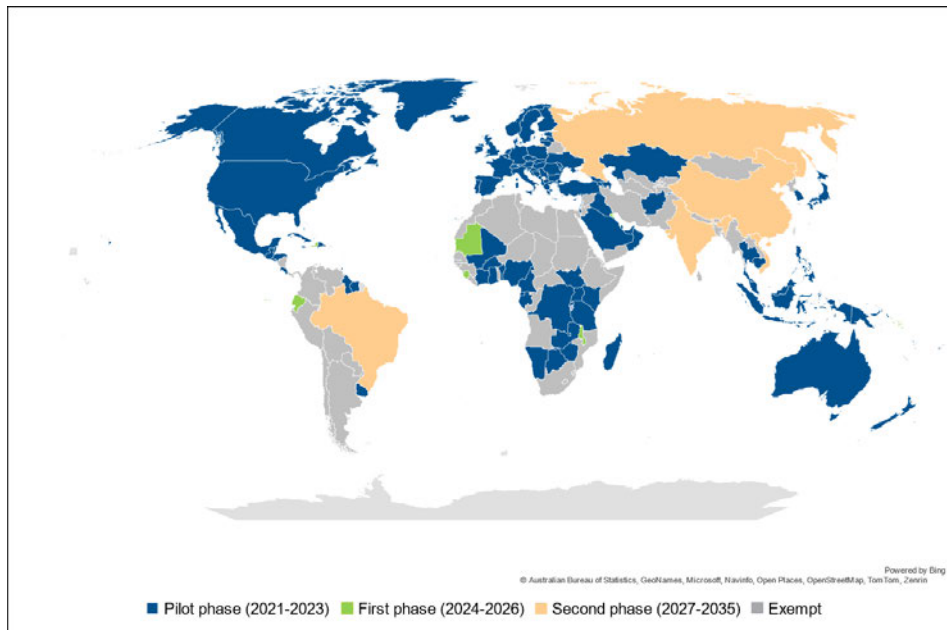 Powered by Bing
© Australian Bureau of Statistics, GeoNames, Microsoft, Navinfo, Open Places, OpenStreetMap, TomTom, Zenrin
Pilot phase (2021-2023) First phase (2024-2026) Second phase (2027-2035) Exempt